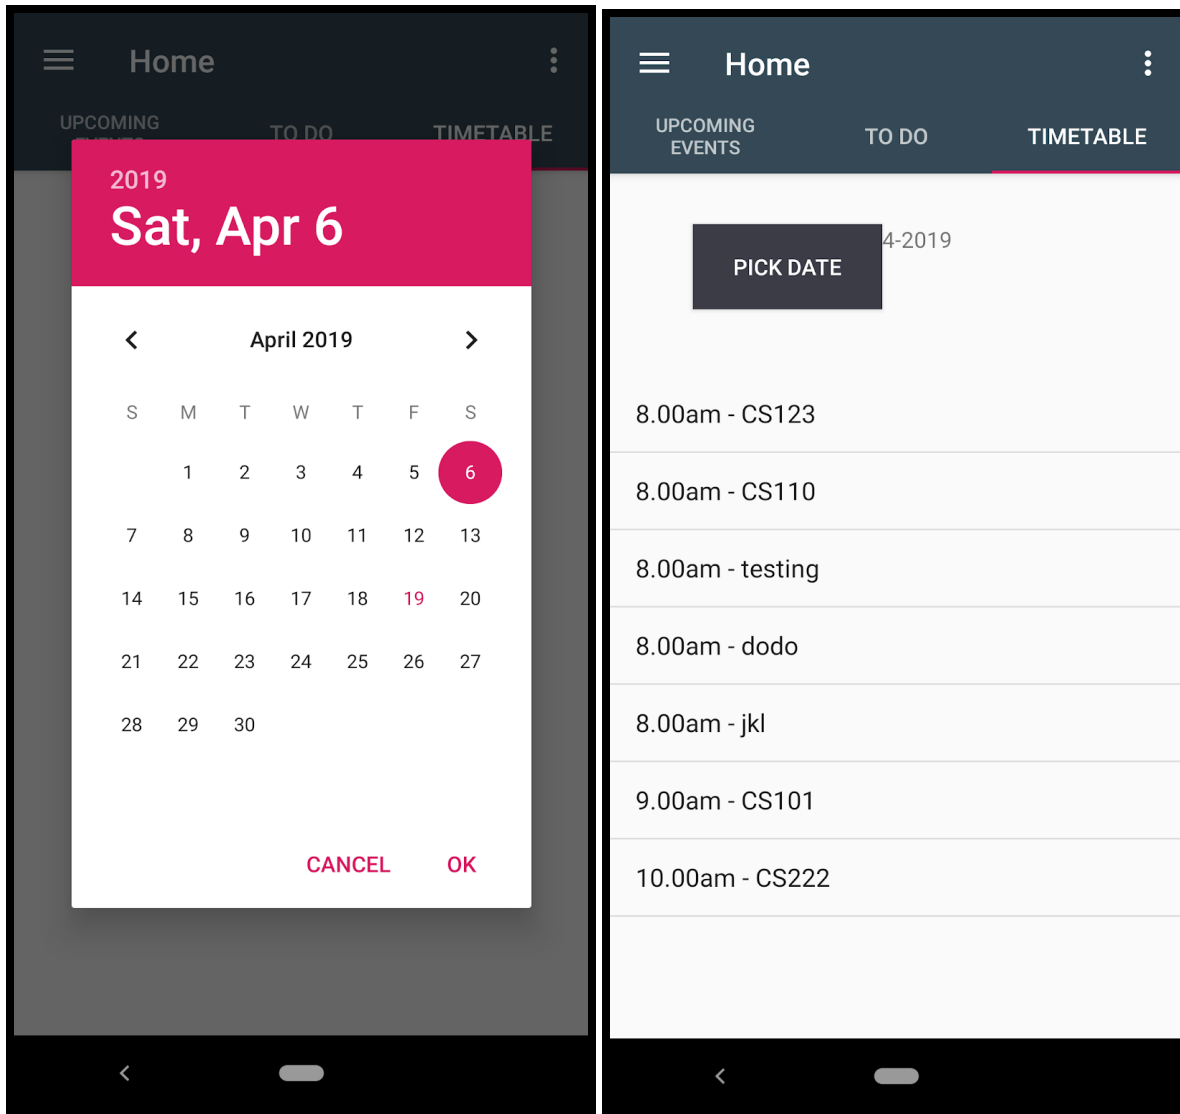 Home
UPCOMING
EVENTS
TO DO
TIMETABLE
2019
Sat, Apr 6
April 2019
S M T W T F S
1 2 3 4 5 6
7 8 9 10 11 12 13
14 15 16 17 18 19 20
21 22 23 24 25 26 27
28 29 30
CANCEL OK
Home
UPCOMING
EVENTS
TO DO
TIMETABLE
PICK DATE
4-2019
8.00am - CS123
8.00am - CS110
8.00am - testing
8.00am - dodo
8.00am - jkl
9.00am - CS101
10.00am - CS222